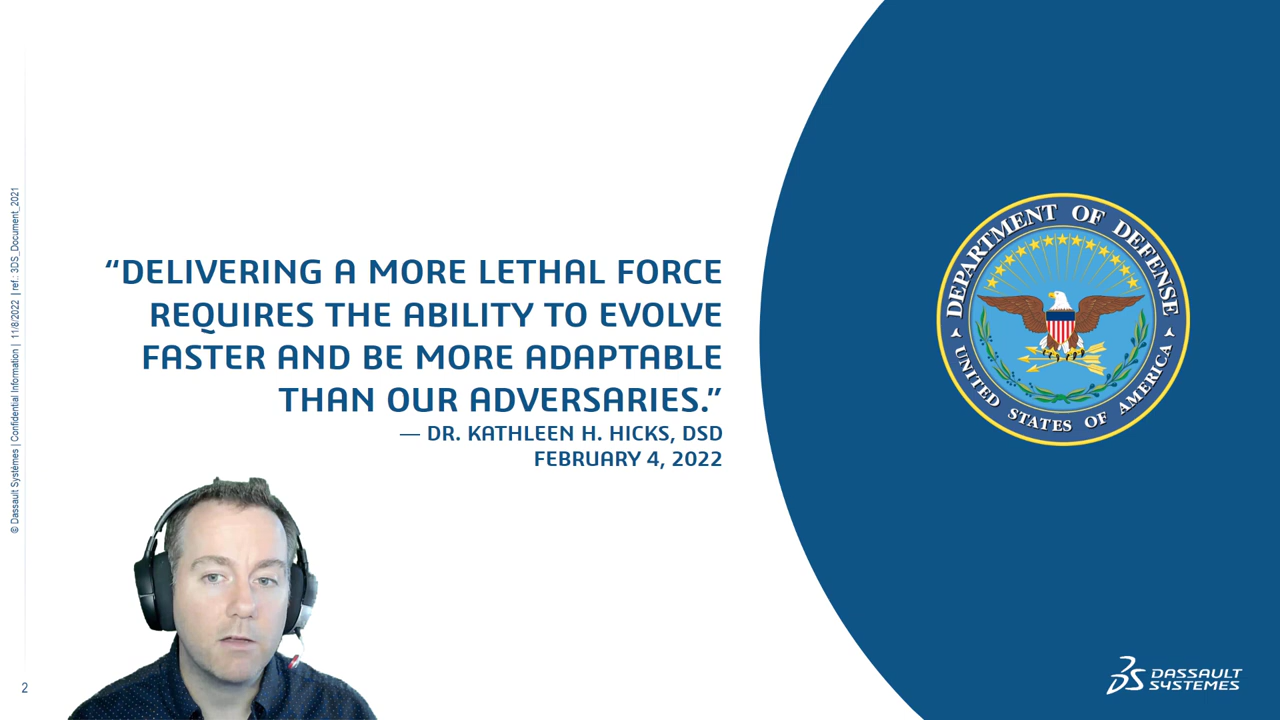 © Dassault Systèmes | Confidential Information | 11/8/2022 | ref.: 3DS_Document_2021
“DELIVERING A MORE LETHAL FORCE
REQUIRES THE ABILITY TO EVOLVE
FASTER AND BE MORE ADAPTABLE
THAN OUR ADVERSARIES.”
— DR. KATHLEEN H. HICKS, DSD
FEBRUARY 4, 2022
DEPARTMENT OF DEFENSE
UNITED STATES OF AMERICA
2
3DS DASSAULT
SYSTEMES